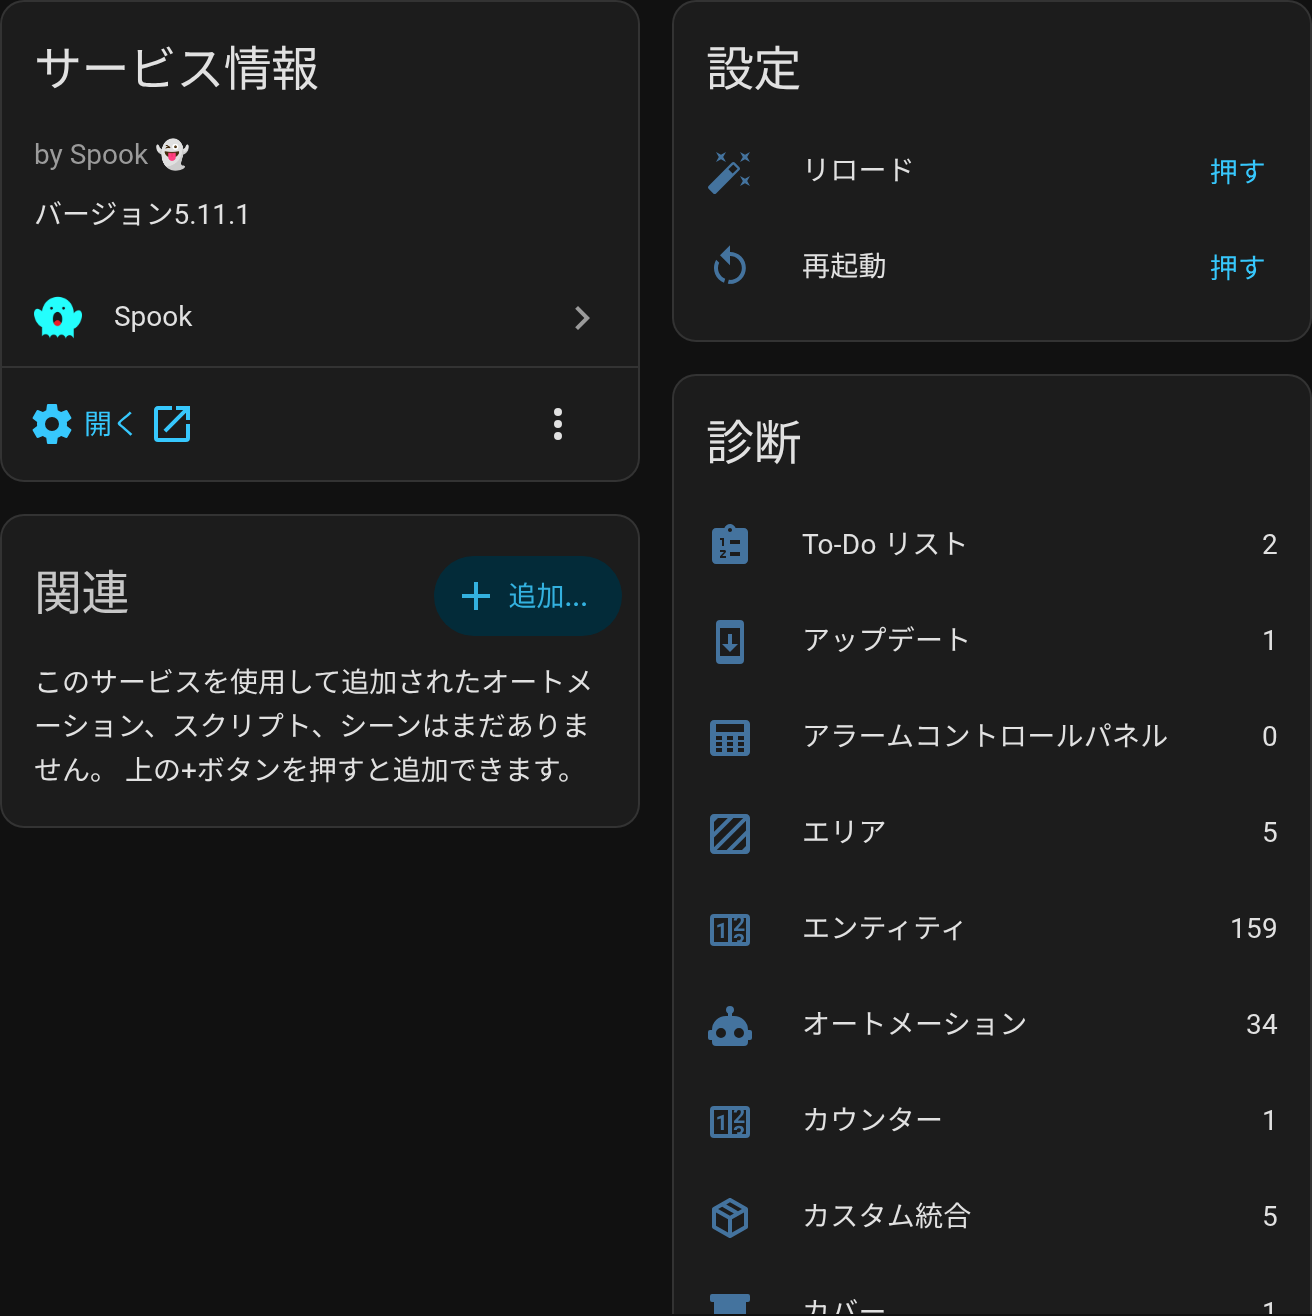 サービス情報
by Spook 👻
バージョン5.11.1
Spook
開く
関連
追加...
このサービスを使用して追加されたオートメ
ーション、スクリプト、シーンはまだありま
せん。 上の+ボタンを押すと追加できます。
設定
リロード 押す
再起動 押す
診断
To-Do リスト 2
アップデート 1
アラームコントロールパネル 0
エリア 5
エンティティ 159
オートメーション 34
カウンター 1
カスタム統合 5
カバー 1